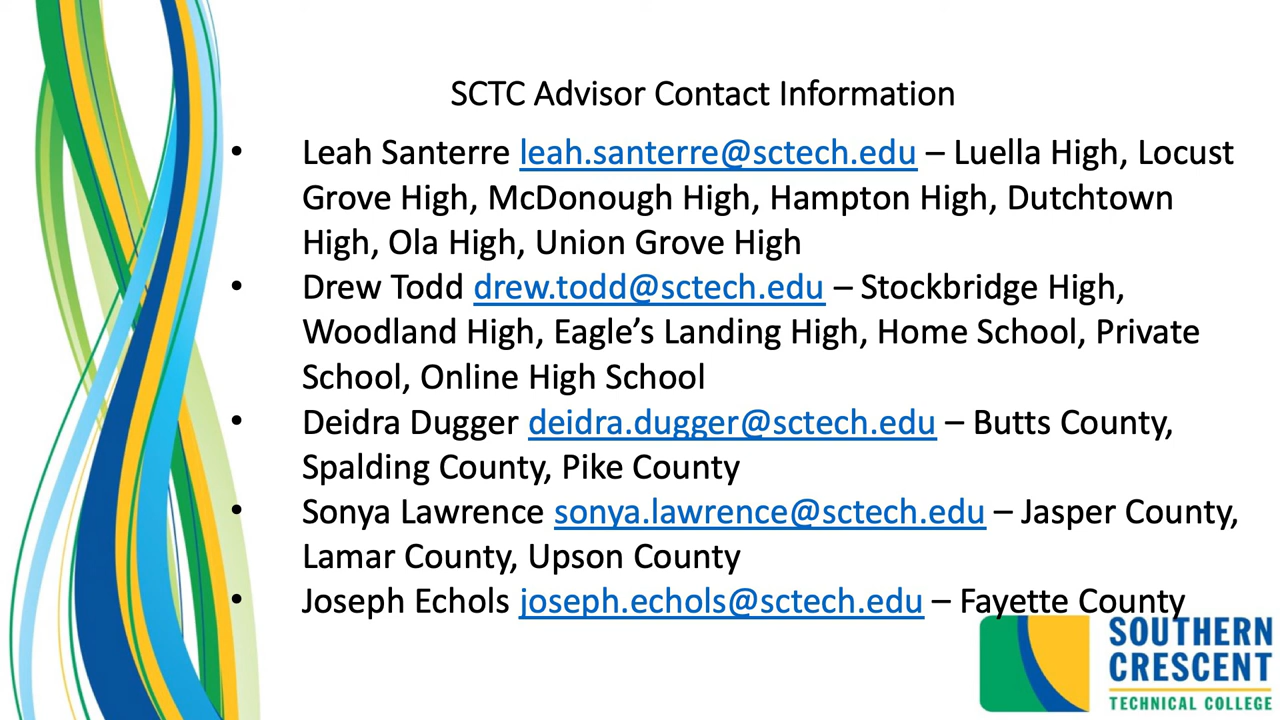 SCTC Advisor Contact Information
• Leah Santerre leah.santerre@sctech.edu – Luella High, Locust
Grove High, McDonough High, Hampton High, Dutchtown
High, Ola High, Union Grove High
• Drew Todd drew.todd@sctech.edu – Stockbridge High,
Woodland High, Eagle’s Landing High, Home School, Private
School, Online High School
• Deidra Dugger deidra.dugger@sctech.edu – Butts County,
Spalding County, Pike County
• Sonya Lawrence sonya.lawrence@sctech.edu – Jasper County,
Lamar County, Upson County
• Joseph Echols joseph.echols@sctech.edu – Fayette County
SOUTHERN
CRESCENT
TECHNICAL COLLEGE